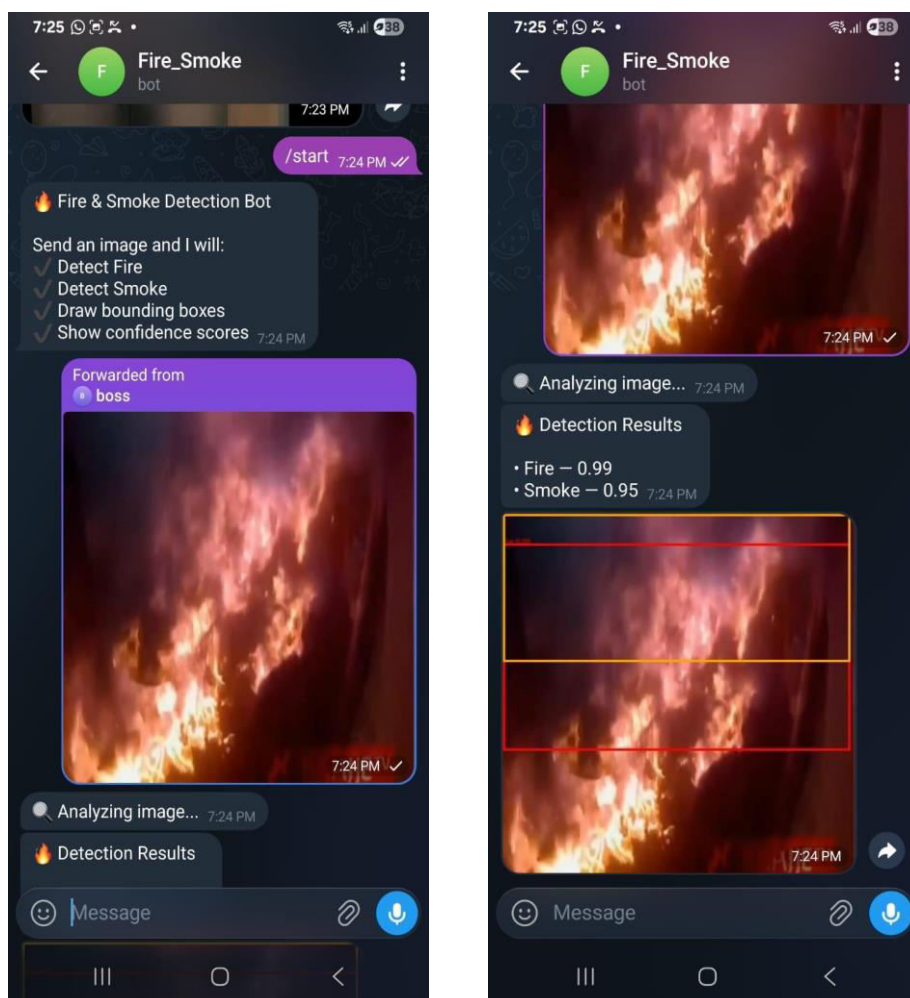 7:25
38
F
Fire_Smoke
bot
7:23 PM
/start 7:24 PM
Fire & Smoke Detection Bot
Send an image and I will:
Detect Fire
Detect Smoke
Draw bounding boxes
Show confidence scores 7:24 PM
Forwarded from
boss
7:24 PM
Analyzing image... 7:24 PM
Detection Results
Message
7:25
38
F
Fire_Smoke
bot
7:24 PM
Analyzing image... 7:24 PM
Detection Results
• Fire — 0.99
• Smoke — 0.95 7:24 PM
7:24 PM
Message